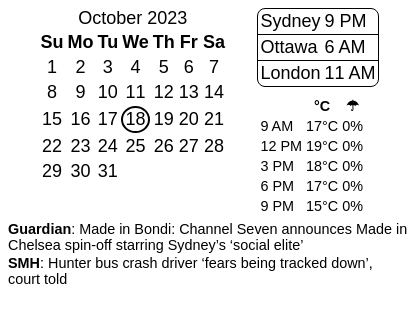 October 2023
Su Mo Tu We Th Fr Sa
1 2 3 4 5 6 7
8 9 10 11 12 13 14
15 16 17 18 19 20 21
22 23 24 25 26 27 28
29 30 31
Sydney 9 PM
Ottawa 6 AM
London 11 AM
°C ☂
9 AM 17°C 0%
12 PM 19°C 0%
3 PM 18°C 0%
6 PM 17°C 0%
9 PM 15°C 0%
Guardian: Made in Bondi: Channel Seven announces Made in
Chelsea spin-off starring Sydney’s ‘social elite’
SMH: Hunter bus crash driver ‘fears being tracked down’,
court told